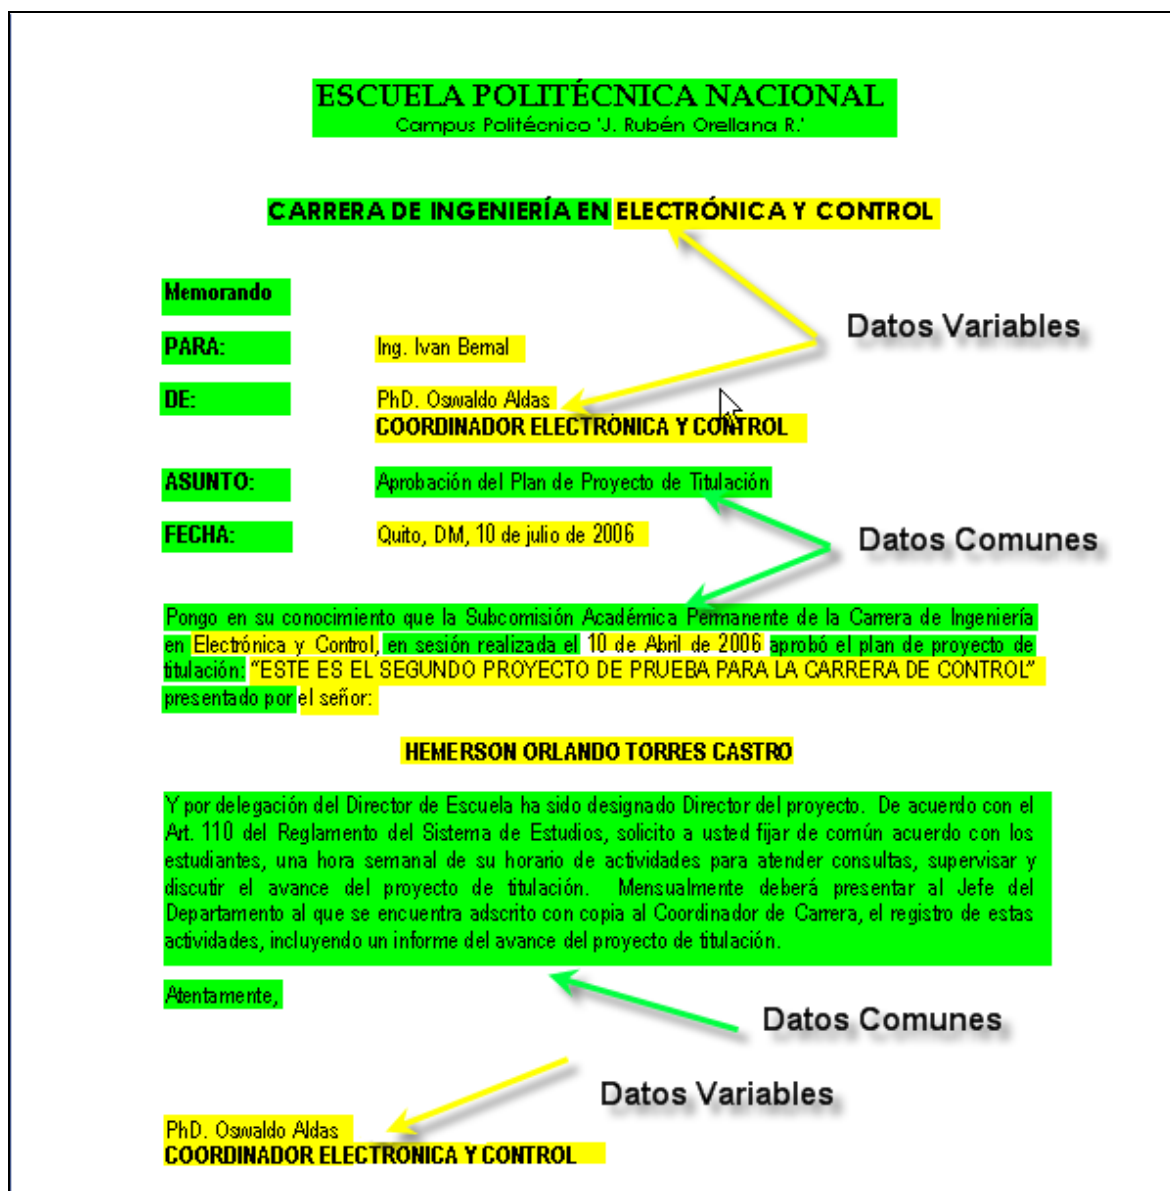 ESCUELA POLITÉCNICA NACIONAL
Campus Politécnico 'J. Rubén Orellana R.'
CARRERA DE INGENIERÍA EN ELECTRÓNICA Y CONTROL
Memorando
Datos Variables
PARA: Ing. Ivan Bernal
DE: PhD. Oswaldo Aldas
COORDINADOR ELECTRÓNICA Y CONTROL
ASUNTO: Aprobación del Plan de Proyecto de Titulación
FECHA: Quito, DM, 10 de julio de 2006
Datos Comunes
Pongo en su conocimiento que la Subcomisión Académica Permanente de la Carrera de Ingeniería
en Electrónica y Control, en sesión realizada el 10 de Abril de 2006 aprobó el plan de proyecto de
titulación: “ESTE ES EL SEGUNDO PROYECTO DE PRUEBA PARA LA CARRERA DE CONTROL”
presentado por el señor:
HEMERSON ORLANDO TORRES CASTRO
Y por delegación del Director de Escuela ha sido designado Director del proyecto. De acuerdo con el
Art. 110 del Reglamento del Sistema de Estudios, solicito a usted fijar de común acuerdo con los
estudiantes, una hora semanal de su horario de actividades para atender consultas, supervisar y
discutir el avance del proyecto de titulación. Mensualmente deberá presentar al Jefe del
Departamento al que se encuentra adscrito con copia al Coordinador de Carrera, el registro de estas
actividades, incluyendo un informe del avance del proyecto de titulación.
Atentamente,
Datos Comunes
Datos Variables
PhD. Oswaldo Aldas
COORDINADOR ELECTRÓNICA Y CONTROL